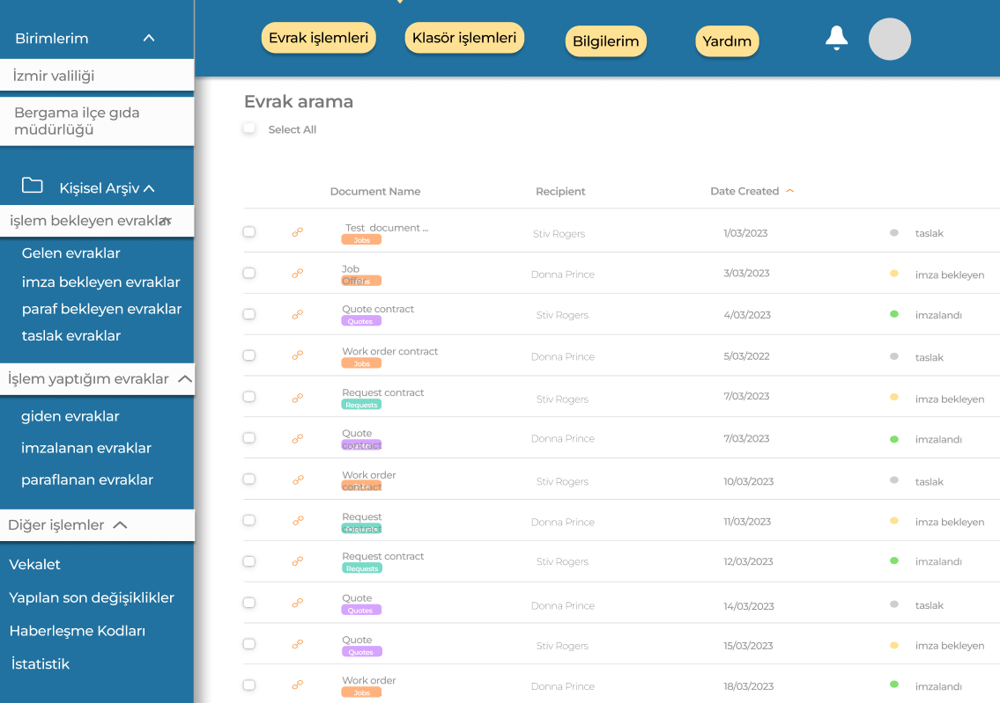 Birimlerim
İzmir valiliği
Bergama ilçe gıda
müdürlüğü
Kişisel Arşiv
işlem bekleyen evraklar
Gelen evraklar
imza bekleyen evraklar
paraf bekleyen evraklar
taslak evraklar
İşlem yaptığım evraklar
giden evraklar
imzalanan evraklar
paraflanan evraklar
Diğer işlemler
Vekalet
Yapılan son değişiklikler
Haberleşme Kodları
İstatistik
Evrak işlemleri Klasör işlemleri Bilgilerim Yardım
Evrak arama
Select All
Document Name Recipient Date Created
Test document ... Stiv Rogers 1/03/2023 taslak
Jobs
Job Donna Prince 3/03/2023 imza bekleyen
Offer
Quote contract Stiv Rogers 4/03/2023 imzalandı
Quotes
Work order contract Donna Prince 5/03/2022 taslak
Jobs
Request contract Stiv Rogers 7/03/2023 imza bekleyen
Requests
Quote Donna Prince 7/03/2023 imzalandı
contract
Work order Stiv Rogers 10/03/2023 taslak
contract
Request Donna Prince 11/03/2023 imza bekleyen
Request contract Stiv Rogers 12/03/2023 imzalandı
Requests
Quote Donna Prince 14/03/2023 taslak
Quotes
Quote Stiv Rogers 15/03/2023 imza bekleyen
Quotes
Work order Donna Prince 18/03/2023 imzalandı
Jobs